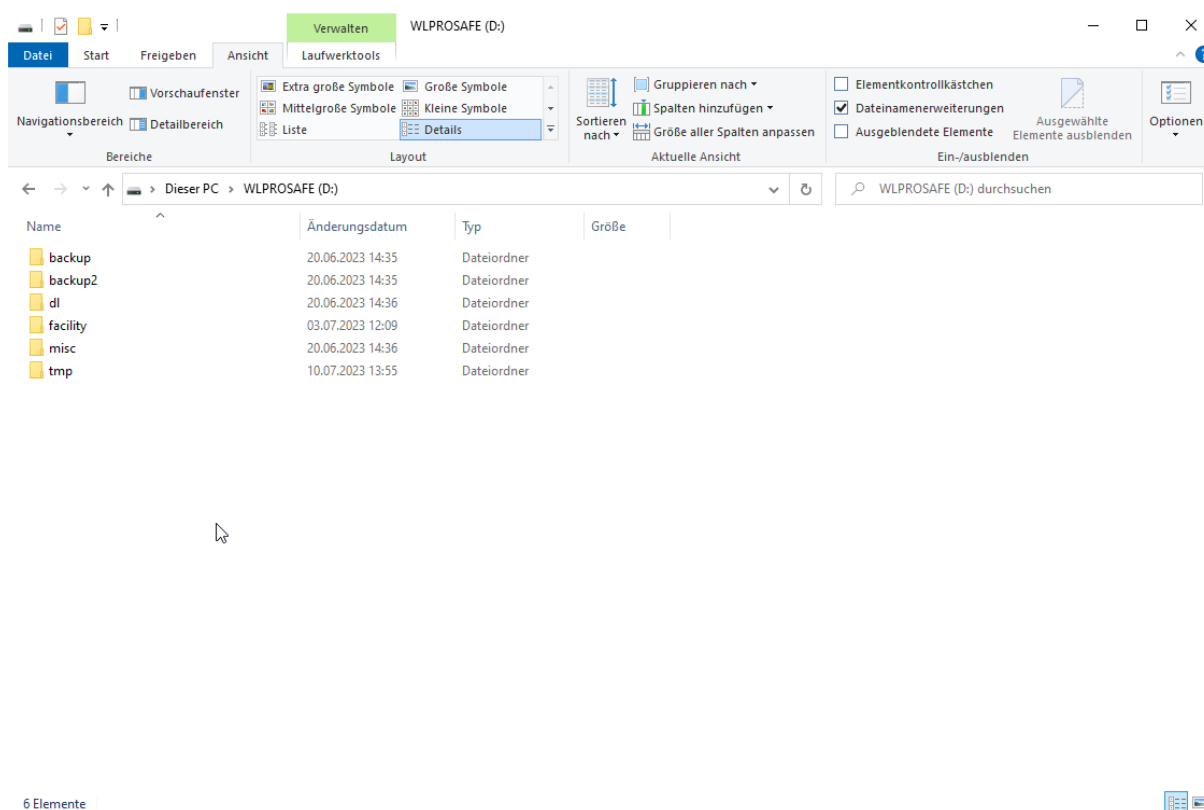 Verwalten WLPROSAFE (D:)
Datei Start Freigeben Ansicht Laufwerktools
Navigationsbereich
Vorschaufenster
Detailbereich
Bereiche
Extra große Symbole Große Symbole
Mittelgroße Symbole Kleine Symbole
Liste Details
Layout
Sortieren
nach
Gruppieren nach
Spalten hinzufügen
Größe aller Spalten anpassen
Aktuelle Ansicht
Elementkontrollkästchen
Dateinamenerweiterungen
Ausgeblendete Elemente
Ausgewählte
Elemente ausblenden
Ein-/ausblenden
Optionen
Dieser PC > WLPROSAFE (D:)
WLPROSAFE (D:) durchsuchen
Name Änderungsdatum Typ Größe
backup 20.06.2023 14:35 Dateiordner
backup2 20.06.2023 14:35 Dateiordner
dl 20.06.2023 14:36 Dateiordner
facility 03.07.2023 12:09 Dateiordner
misc 20.06.2023 14:36 Dateiordner
tmp 10.07.2023 13:55 Dateiordner
6 Elemente